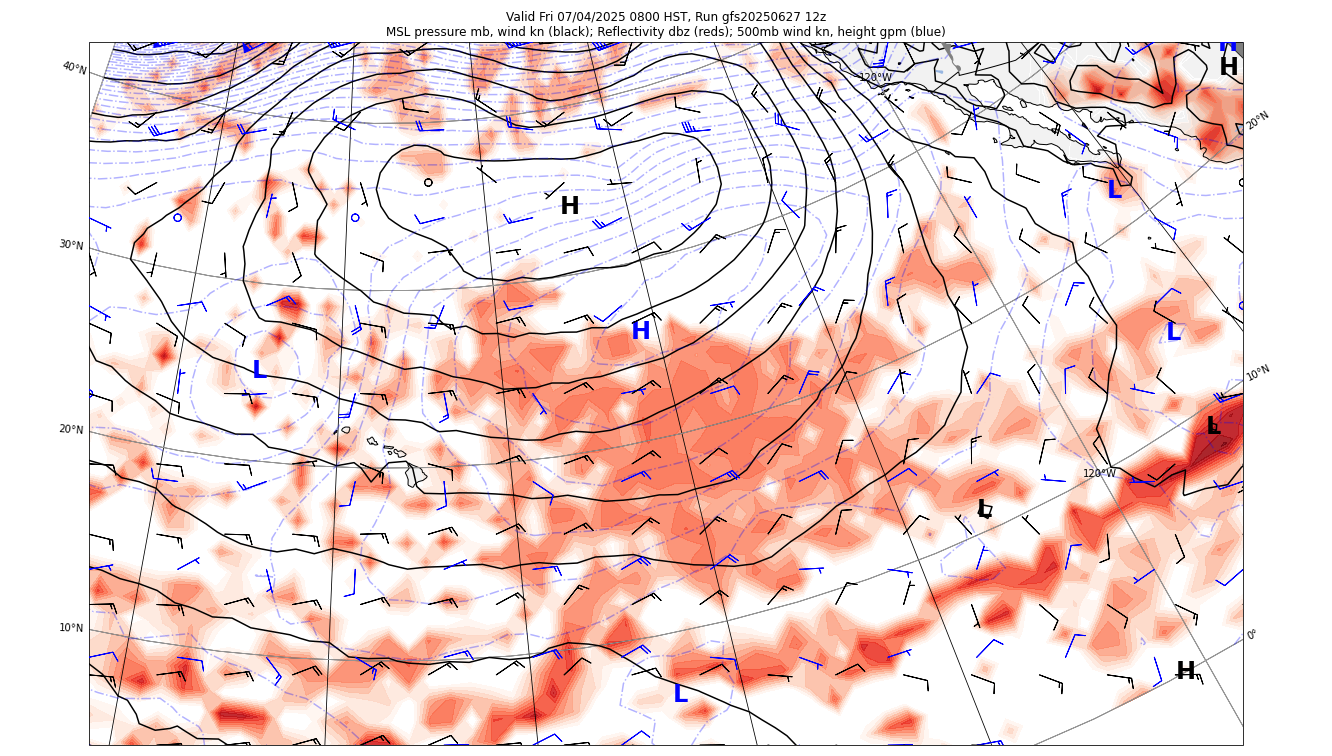 Valid Fri 07/04/2025 0800 HST, Run gfs20250627 12z
MSL pressure mb, wind kn (black); Reflectivity dbz (reds); 500mb wind kn, height gpm (blue)
H
H
40°N
120°W
20°N
L
H
30°N
H
L
L
10°N
20°N
L
120°W
L
10°N
0°
H
L